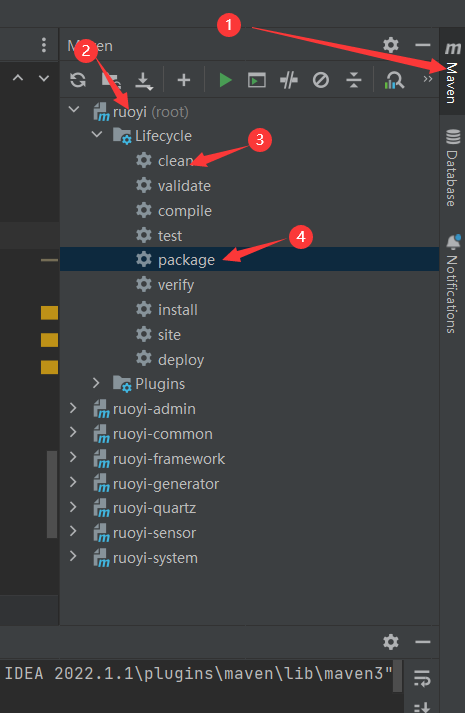 1
Maven
m
Maven
2
ruoyi (root)
Lifecycle
3
clean
validate
compile
test
4
package
verify
install
site
deploy
Plugins
ruoyi-admin
ruoyi-common
ruoyi-framework
ruoyi-generator
ruoyi-quartz
ruoyi-sensor
ruoyi-system
Database
Notifications
IDEA 2022.1.1\plugins\maven\lib\maven3"